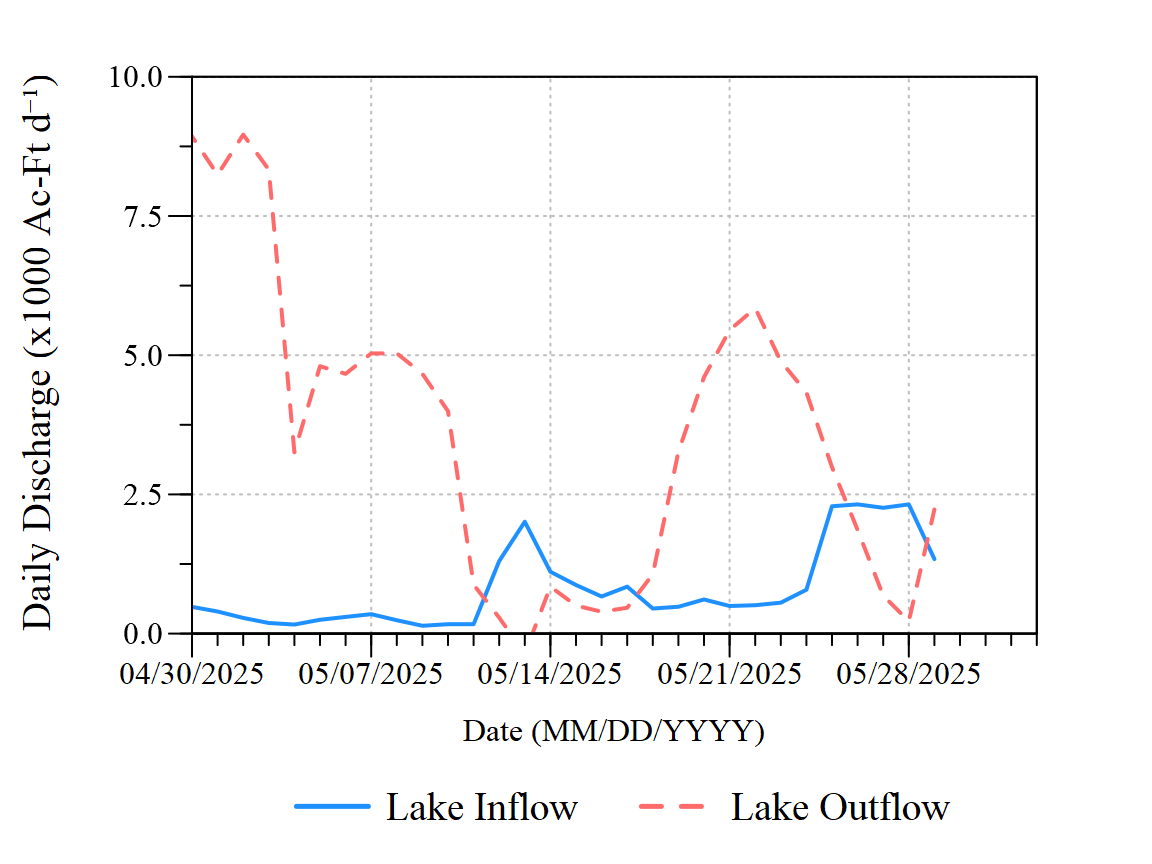 Daily Discharge (x1000 Ac-Ft d⁻¹)
10.0
7.5
5.0
2.5
0.0
04/30/2025 05/07/2025 05/14/2025 05/21/2025 05/28/2025
Date (MM/DD/YYYY)
Lake Inflow Lake Outflow